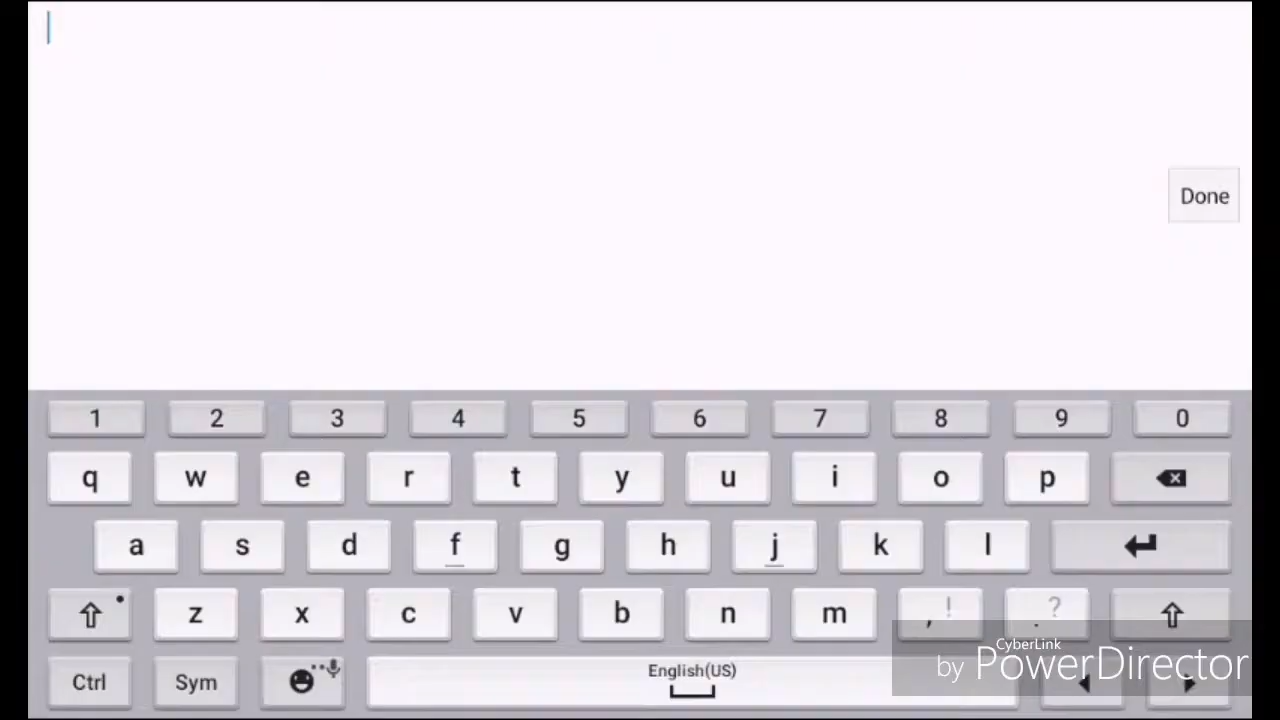 Done
1 2 3 4 5 6 7 8 9 0
q w e r t y u i o p
a s d f g h j k l
z x c v b n m , ! . ?
Ctrl Sym English(US)
CyberLink
by PowerDirector